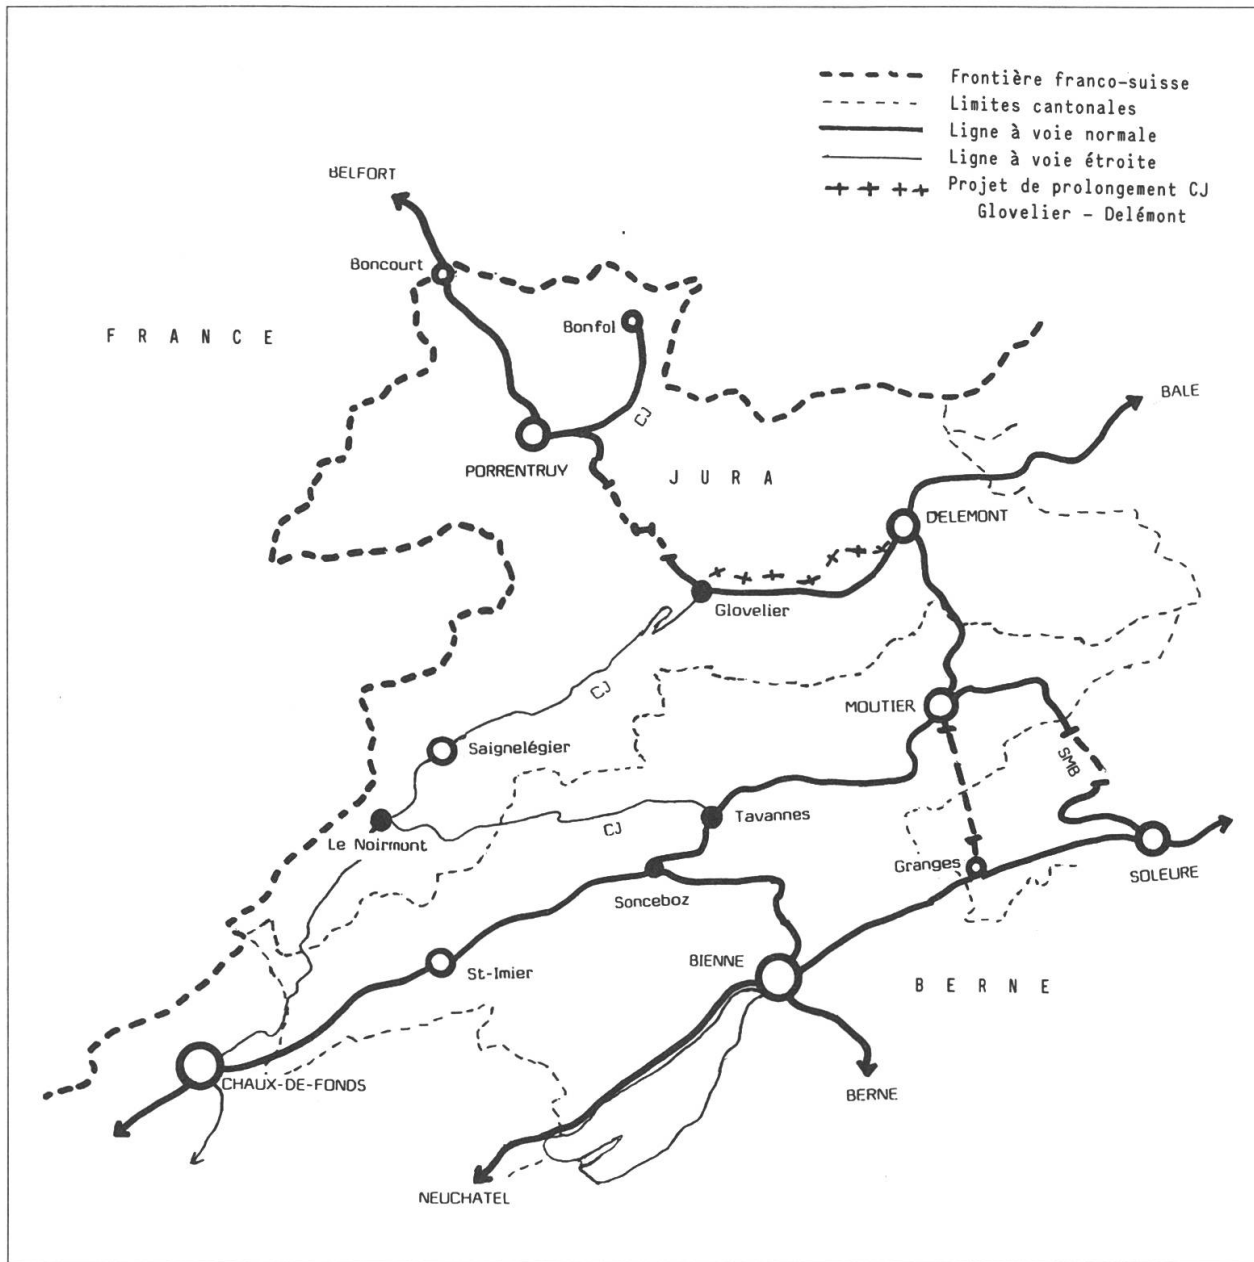 Frontière franco-suisse
Limites cantonales
Ligne à voie normale
Ligne à voie étroite
Projet de prolongement CJ
Glovelier - Delémont
BELFORT
Boncourt
FRANCE
Bonfol
BALE
CJ
PORRENTRUY
JURA
DELEMONT
Glovelier
CJ
MOUTIER
Saignelégier
SMB
Tavannes
CJ
Le Noirmont
Granges
SOLEURE
Sonceboz
BIENNE
St-Imier
BERNE
CHAUX-DE-FONDS
BERNE
NEUCHATEL